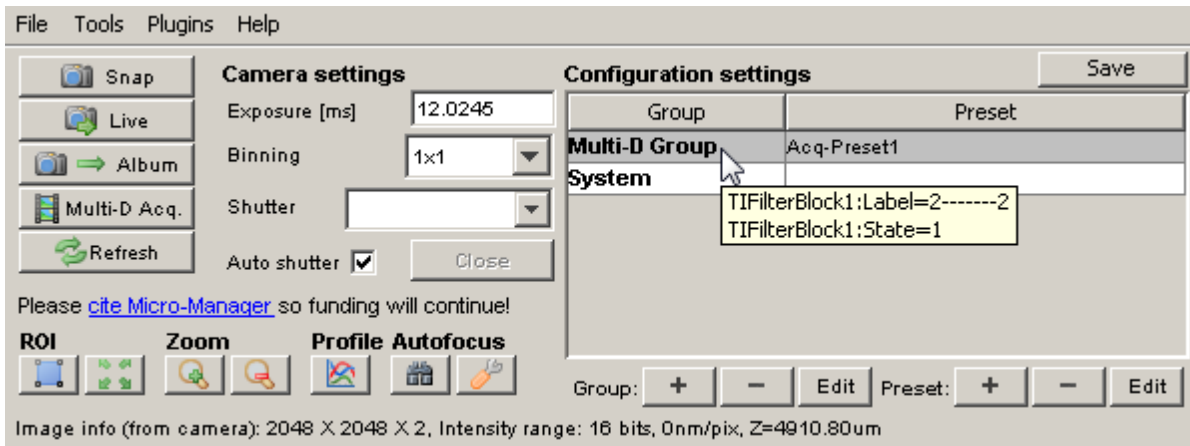 File Tools Plugins Help
Snap
Live
Album
Multi-D Acq.
Refresh
Camera settings
Exposure [ms] 12.0245
Binning 1x1
Shutter
Auto shutter Close
Configuration settings Save
Group Preset
Multi-D Group Acq-Preset1
System
TIFilterBlock1:Label=2-------2
TIFilterBlock1:State=1
Please cite Micro-Manager so funding will continue!
ROI Zoom Profile Autofocus
Group: + - Edit Preset: + - Edit
Image info (from camera): 2048 X 2048 X 2, Intensity range: 16 bits, 0nm/pix, Z=4910.80um